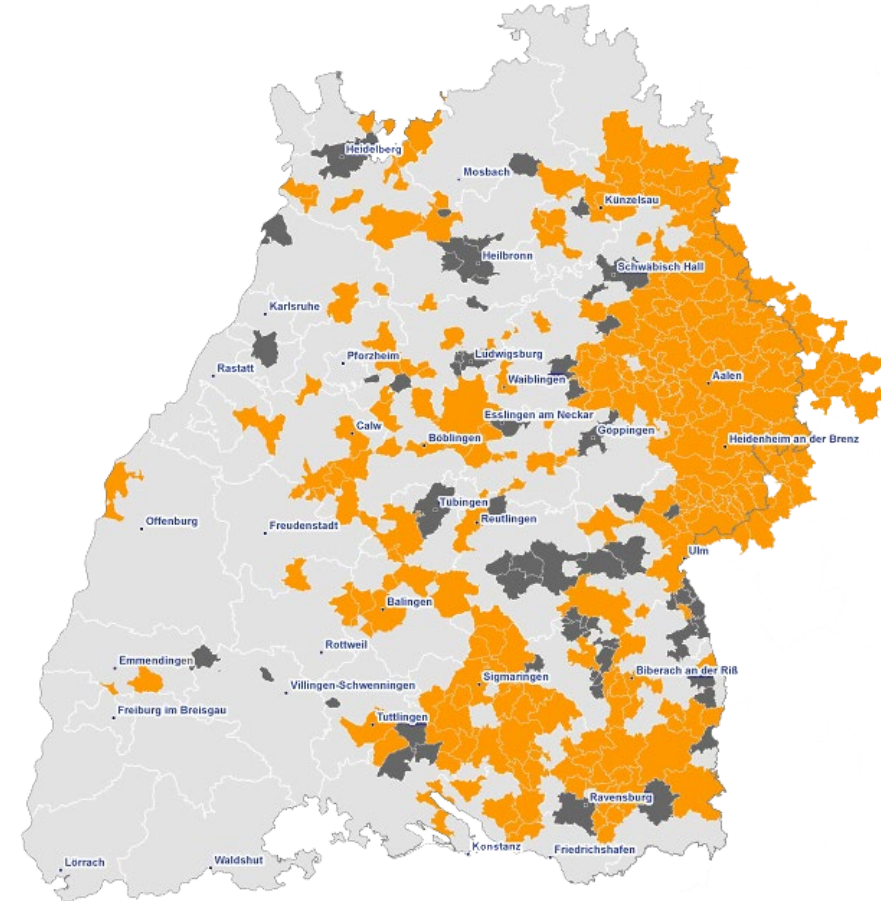 Heidelberg
Mosbach
Künzelsau
Heilbronn
Schwäbisch Hall
Karlsruhe
Pforzheim
Ludwigsburg
Rastatt
Waiblingen
Aalen
Esslingen am Neckar
Calw
Göppingen
Böblingen
Heidenheim an der Brenz
Tübingen
Reutlingen
Offenburg
Freudenstadt
Ulm
Balingen
Rottweil
Emmendingen
Biberach an der Riß
Sigmaringen
Villingen-Schwenningen
Freiburg im Breisgau
Tuttlingen
Ravensburg
Konstanz
Friedrichshafen
Lörrach
Waldshut